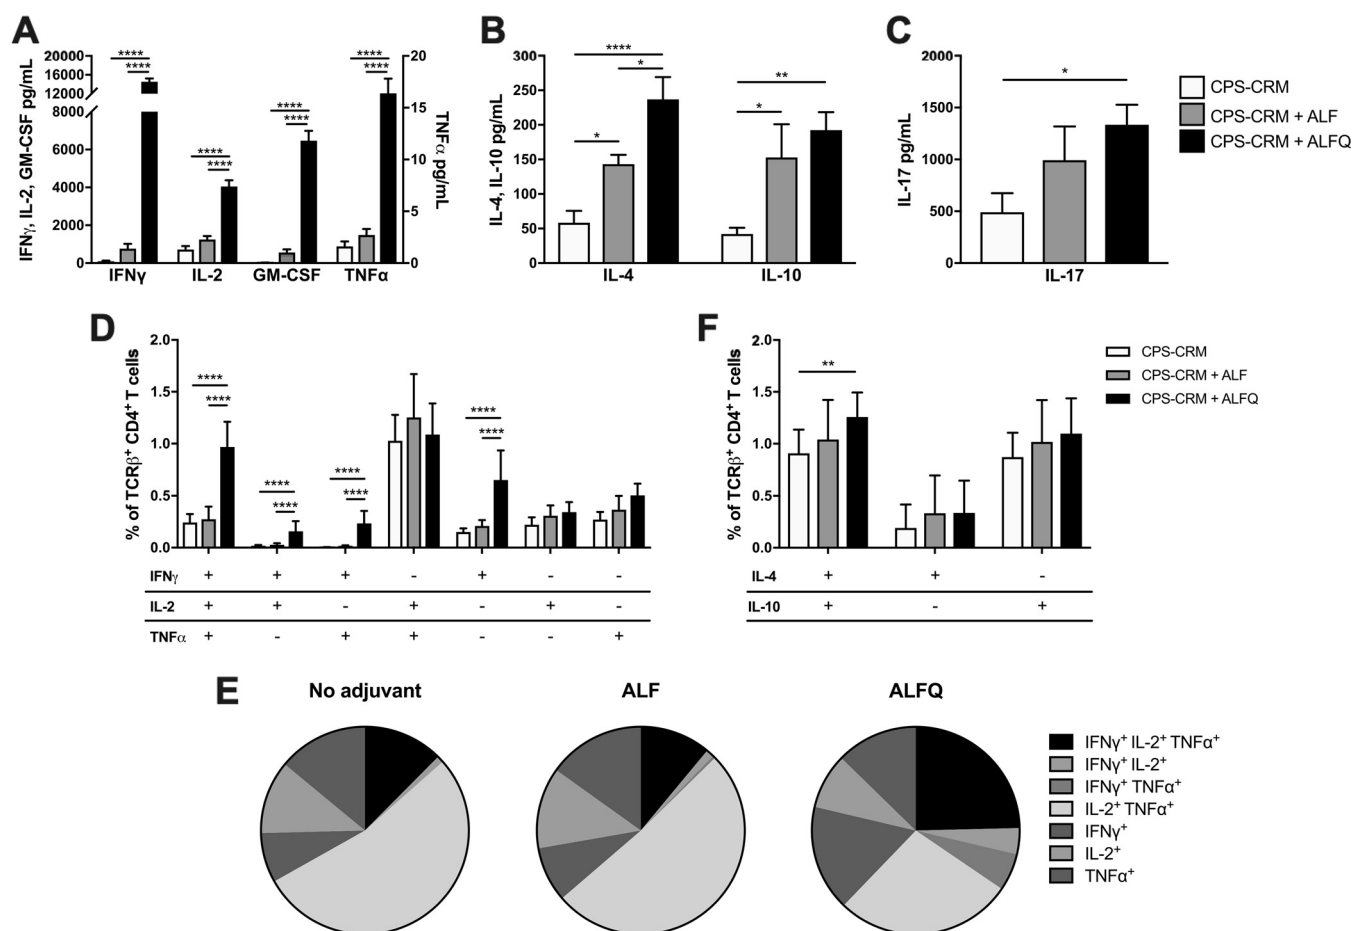 A
IFNγ, IL-2, GM-CSF pg/mL
20000
16000
12000
8000
6000
4000
2000
0
**** ****
**** ****
**** ****
**** ****
20
15
10
5
0
TNFα pg/mL
IFNγ IL-2 GM-CSF TNFα
B
IL-4, IL-10 pg/mL
300
250
200
150
100
50
0
****
*
*
**
*
IL-4 IL-10
C
IL-17 pg/mL
2000
1500
1000
500
0
*
IL-17
CPS-CRM
CPS-CRM + ALF
CPS-CRM + ALFQ
D
% of TCRβ+ CD4+ T cells
2.0
1.5
1.0
0.5
0.0
**** ****
**** ****
**** ****
**** ****
IFNγ + + + - + - -
IL-2 + + - + - + -
TNFα + - + + - - +
F
% of TCRβ+ CD4+ T cells
2.0
1.5
1.0
0.5
0.0
**
IL-4 + + -
IL-10 + - +
CPS-CRM
CPS-CRM + ALF
CPS-CRM + ALFQ
E
No adjuvant ALF ALFQ
IFNγ+ IL-2+ TNFα+
IFNγ+ IL-2+
IFNγ+ TNFα+
IL-2+ TNFα+
IFNγ+
IL-2+
TNFα+